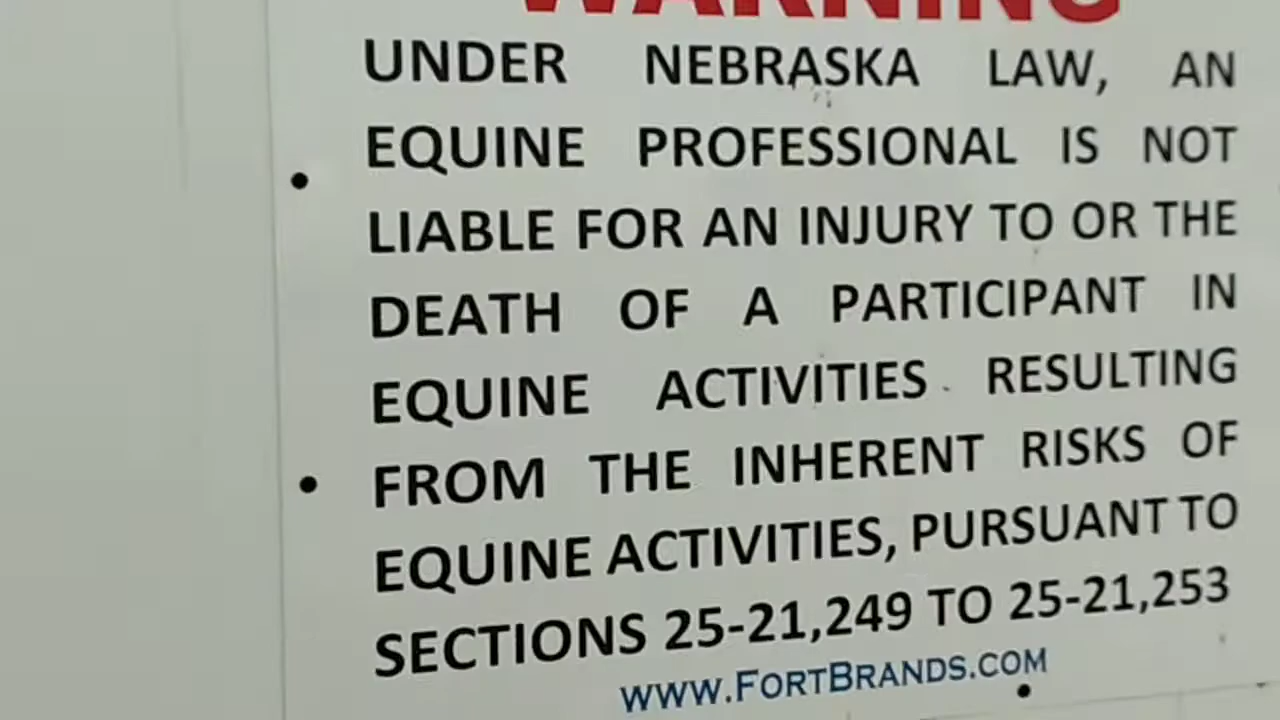 WARNING
UNDER NEBRASKA LAW, AN
EQUINE PROFESSIONAL IS NOT
LIABLE FOR AN INJURY TO OR THE
DEATH OF A PARTICIPANT IN
EQUINE ACTIVITIES RESULTING
FROM THE INHERENT RISKS OF
EQUINE ACTIVITIES, PURSUANT TO
SECTIONS 25-21,249 TO 25-21,253
WWW.FORTBRANDS.COM